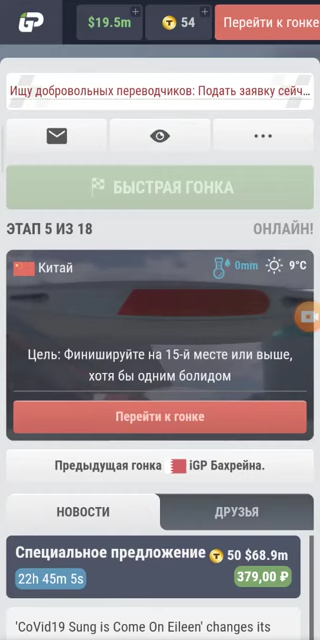 iGP
$19.5m
54
Перейти к гонке
Ищу добровольных переводчиков: Подать заявку сейч...
БЫСТРАЯ ГОНКА
ЭТАП 5 ИЗ 18
ОНЛАЙН!
Китай
0mm
9°C
Цель: Финишируйте на 15-й месте или выше,
хотя бы одним болидом
Перейти к гонке
Предыдущая гонка iGP Бахрейна.
НОВОСТИ
ДРУЗЬЯ
Специальное предложение
50 $68.9m
22h 45m 5s
379,00 ₽
'CoVid19 Sung is Come On Eileen' changes its